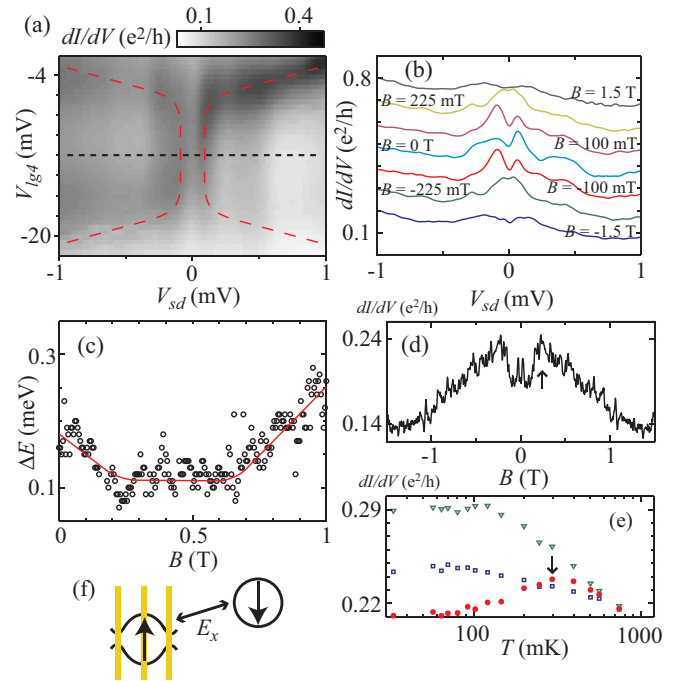 (a)
0.1 0.4
dI/dV (e²/h)
-4
V_lg4 (mV)
-20
-1 0 1
V_sd (mV)
(b)
0.8
dI/dV (e²/h)
0.1
B = 1.5 T
B = 225 mT
B = 100 mT
B = 0 T
B = -100 mT
B = -225 mT
B = -1.5 T
-1 0 1
V_sd (mV)
(c)
0.3
ΔE (meV)
0.1
0 0.5 1
B (T)
dI/dV (e²/h)
(d)
0.24
0.14
-1 0 1
B (T)
dI/dV (e²/h)
(e)
0.29
0.22
100 1000
T (mK)
(f)
E_x